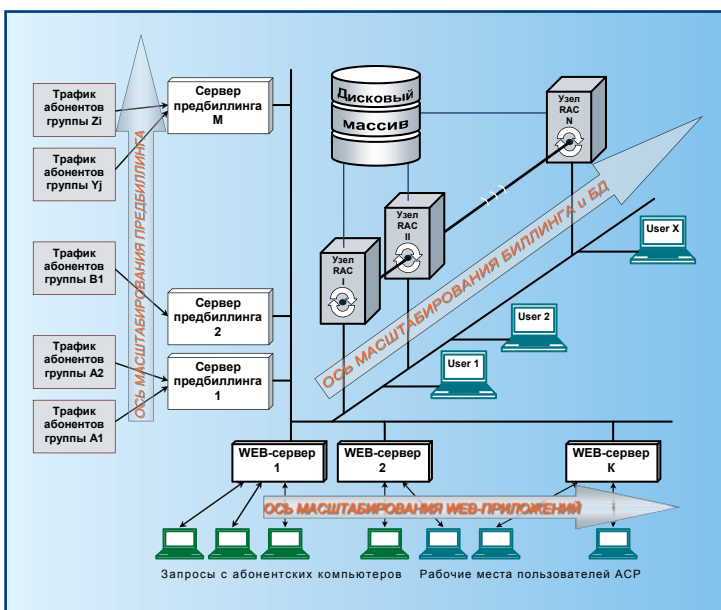 Трафик
абонентов
группы Zi
Трафик
абонентов
группы Yj
Трафик
абонентов
группы B1
Трафик
абонентов
группы A2
Трафик
абонентов
группы A1
ОСЬ МАСШТАБИРОВАНИЯ ПРЕДБИЛЛИНГА
Сервер
предбиллинга
M
Сервер
предбиллинга
2
Сервер
предбиллинга
1
Дисковый
массив
Узел
RAC
N
Узел
RAC
II
Узел
RAC
I
ОСЬ МАСШТАБИРОВАНИЯ БИЛЛИНГА и БД
User X
User 2
User 1
WEB-сервер
1
WEB-сервер
2
WEB-сервер
К
ОСЬ МАСШТАБИРОВАНИЯ WEB-ПРИЛОЖЕНИЙ
Запросы с абонентских компьютеров
Рабочие места пользователей АСР